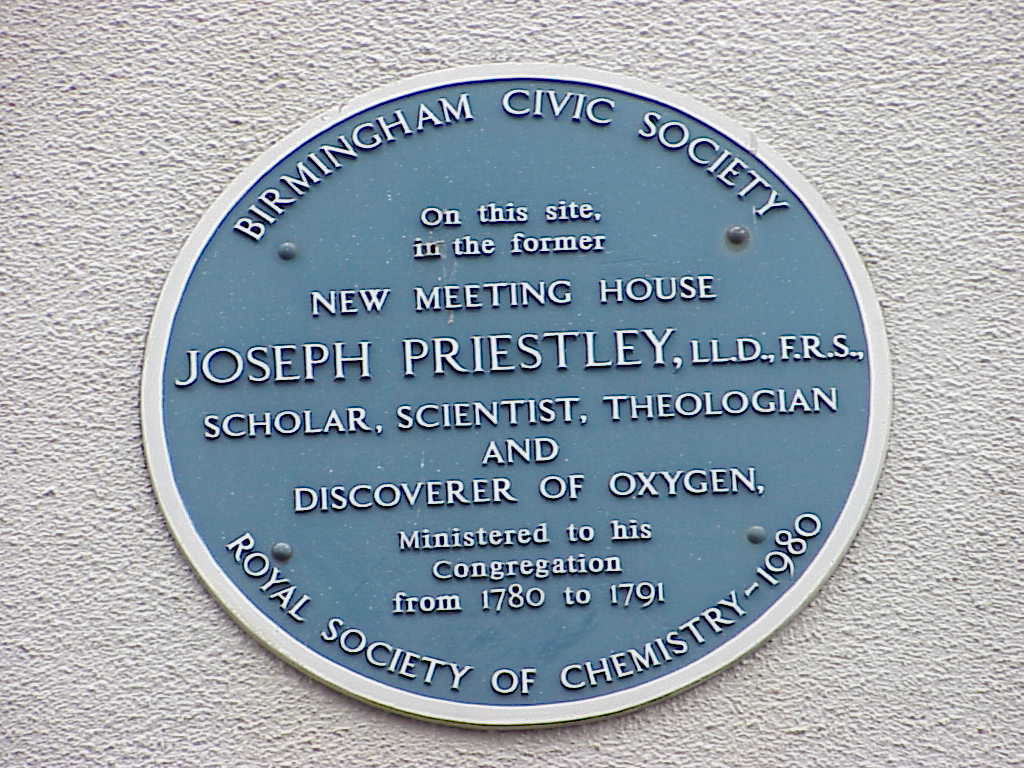 BIRMINGHAM CIVIC SOCIETY
On this site,
in the former
NEW MEETING HOUSE
JOSEPH PRIESTLEY, LL.D., F.R.S.,
SCHOLAR, SCIENTIST, THEOLOGIAN
AND
DISCOVERER OF OXYGEN,
Ministered to his
Congregation
from 1780 to 1791
ROYAL SOCIETY OF CHEMISTRY-1980